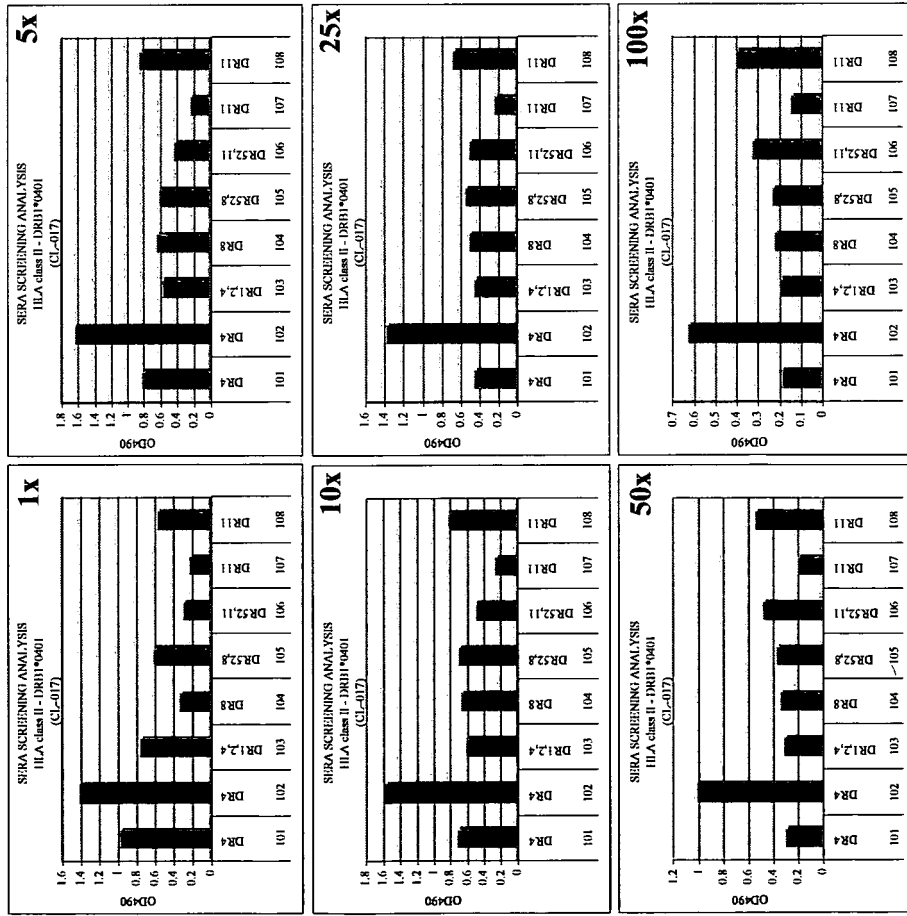 1x
SERA SCREENING ANALYSIS
HLA class II - DRB1*0401
(CL-017)
OD490
1.6
1.4
1.2
1
0.8
0.6
0.4
0.2
0
DR4 DR4 DR1,2,4 DR8 DR52,8 DR52,11 DR11 DR11
101 102 103 104 105 106 107 108
5x
SERA SCREENING ANALYSIS
HLA class II - DRB1*0401
(CL-017)
OD490
1.8
1.6
1.4
1.2
1
0.8
0.6
0.4
0.2
0
DR4 DR4 DR1,2,4 DR8 DR52,8 DR52,11 DR11 DR11
101 102 103 104 105 106 107 108
10x
SERA SCREENING ANALYSIS
HLA class II - DRB1*0401
(CL-017)
OD490
1.8
1.6
1.4
1.2
1
0.8
0.6
0.4
0.2
0
DR4 DR4 DR1,2,4 DR8 DR52,8 DR52,11 DR11 DR11
101 102 103 104 105 106 107 108
25x
SERA SCREENING ANALYSIS
HLA class II - DRB1*0401
(CL-017)
OD490
1.6
1.4
1.2
1
0.8
0.6
0.4
0.2
0
DR4 DR4 DR1,2,4 DR8 DR52,8 DR52,11 DR11 DR11
101 102 103 104 105 106 107 108
50x
SERA SCREENING ANALYSIS
HLA class II - DRB1*0401
(CL-017)
OD490
1.2
1
0.8
0.6
0.4
0.2
0
DR4 DR4 DR1,2,4 DR8 DR52,8 DR52,11 DR11 DR11
101 102 103 104 105 106 107 108
100x
SERA SCREENING ANALYSIS
HLA class II - DRB1*0401
(CL-017)
OD490
0.7
0.6
0.5
0.4
0.3
0.2
0.1
0
DR4 DR4 DR1,2,4 DR8 DR52,8 DR52,11 DR11 DR11
101 102 103 104 105 106 107 108